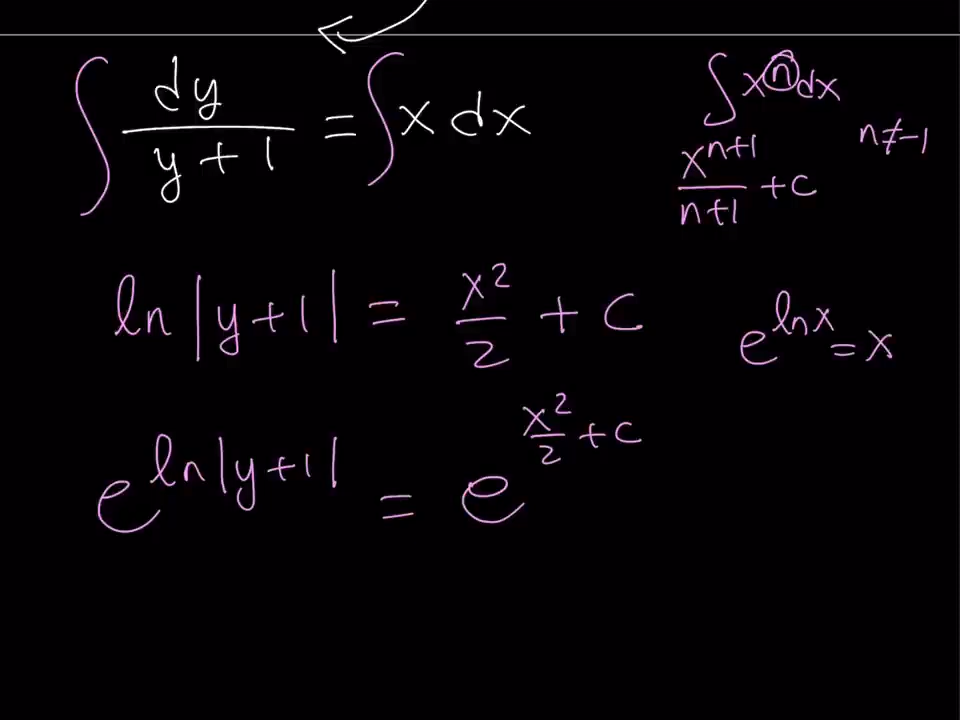 ∫ dy/(y+1) = ∫ x dx
ln|y+1| = x²/2 + C
e^(ln|y+1|) = e^(x²/2 + C)
∫ xⁿ dx
n≠-1
xⁿ⁺¹/(n+1) + C
e^(ln x) = x